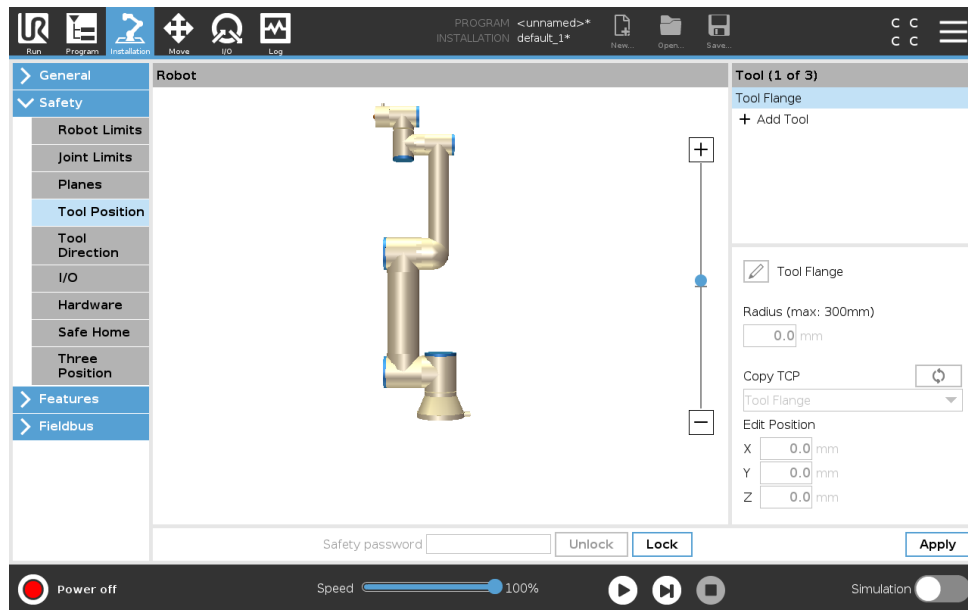 PROGRAM <unnamed>*
INSTALLATION default_1*
UR
Run
Program
Installation
Move
I/O
Log
New...
Open...
Save...
C C
C C
General
Safety
Robot Limits
Joint Limits
Planes
Tool Position
Tool
Direction
I/O
Hardware
Safe Home
Three
Position
Features
Fieldbus
Robot
Tool (1 of 3)
Tool Flange
+ Add Tool
Tool Flange
Radius (max: 300mm)
0.0 mm
Copy TCP
Tool Flange
Edit Position
X 0.0 mm
Y 0.0 mm
Z 0.0 mm
Safety password Unlock Lock Apply
Power off Speed 100% Simulation